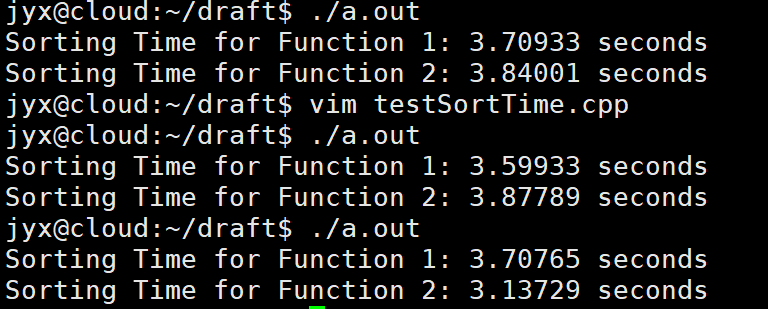 jyx@cloud:~/draft$ ./a.out
Sorting Time for Function 1: 3.70933 seconds
Sorting Time for Function 2: 3.84001 seconds
jyx@cloud:~/draft$ vim testSortTime.cpp
jyx@cloud:~/draft$ ./a.out
Sorting Time for Function 1: 3.59933 seconds
Sorting Time for Function 2: 3.87789 seconds
jyx@cloud:~/draft$ ./a.out
Sorting Time for Function 1: 3.70765 seconds
Sorting Time for Function 2: 3.13729 seconds